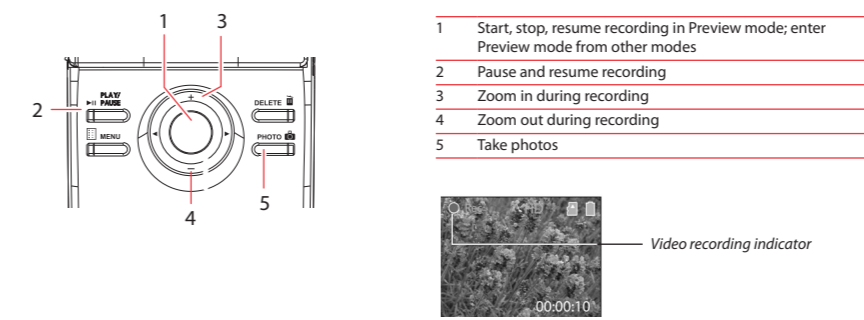 1 3
PLAY/
PAUSE
2
DELETE
MENU
PHOTO
4
5
1 Start, stop, resume recording in Preview mode; enter
Preview mode from other modes
2 Pause and resume recording
3 Zoom in during recording
4 Zoom out during recording
5 Take photos
HD
Video recording indicator
00:00:10